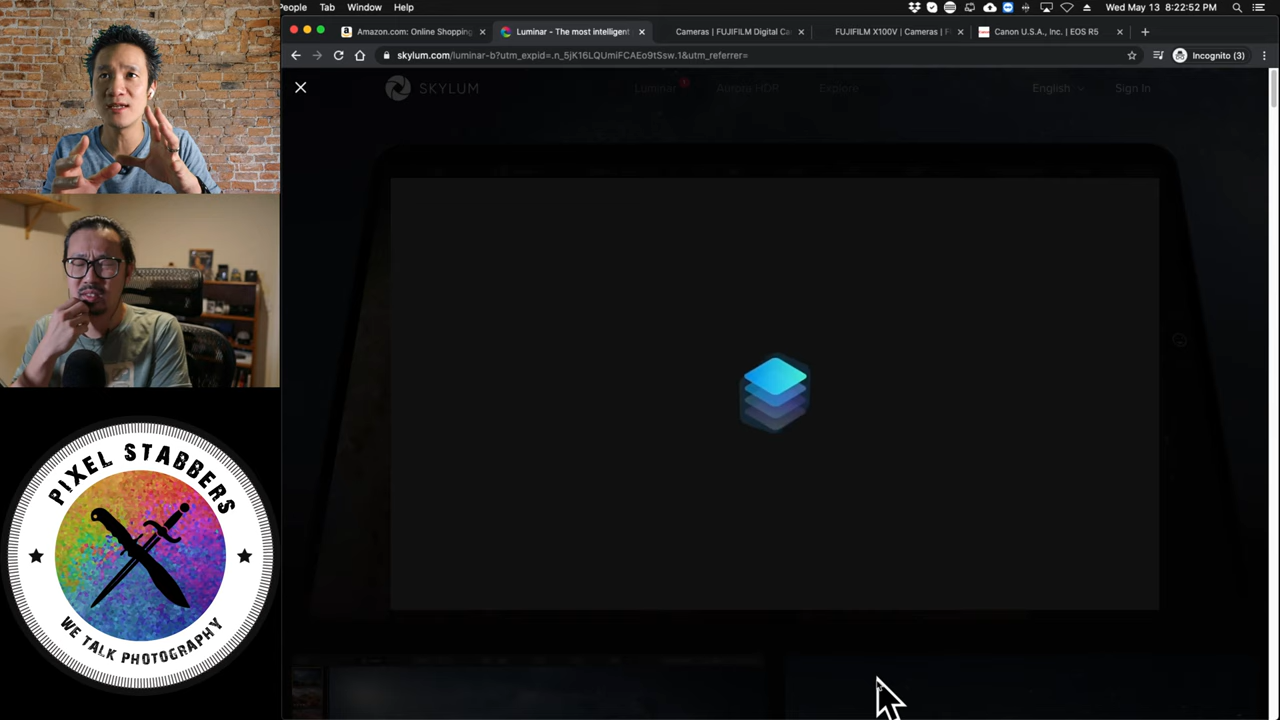 People Tab Window Help
Wed May 13 8:22:52 PM
Amazon.com: Online Shopping
Luminar - The most intelligent
Cameras | FUJIFILM Digital Ca
FUJIFILM X100V | Cameras | F
Canon U.S.A., Inc. | EOS R5
skylum.com/luminar-b?utm_expid=.n_5jK16LQUmiFCAEo9tSsw.1&utm_referrer=
Incognito (3)
SKYLUM
Luminar
Aurora HDR
Explore
English
Sign In
PIXEL STABBERS
WE TALK PHOTOGRAPHY